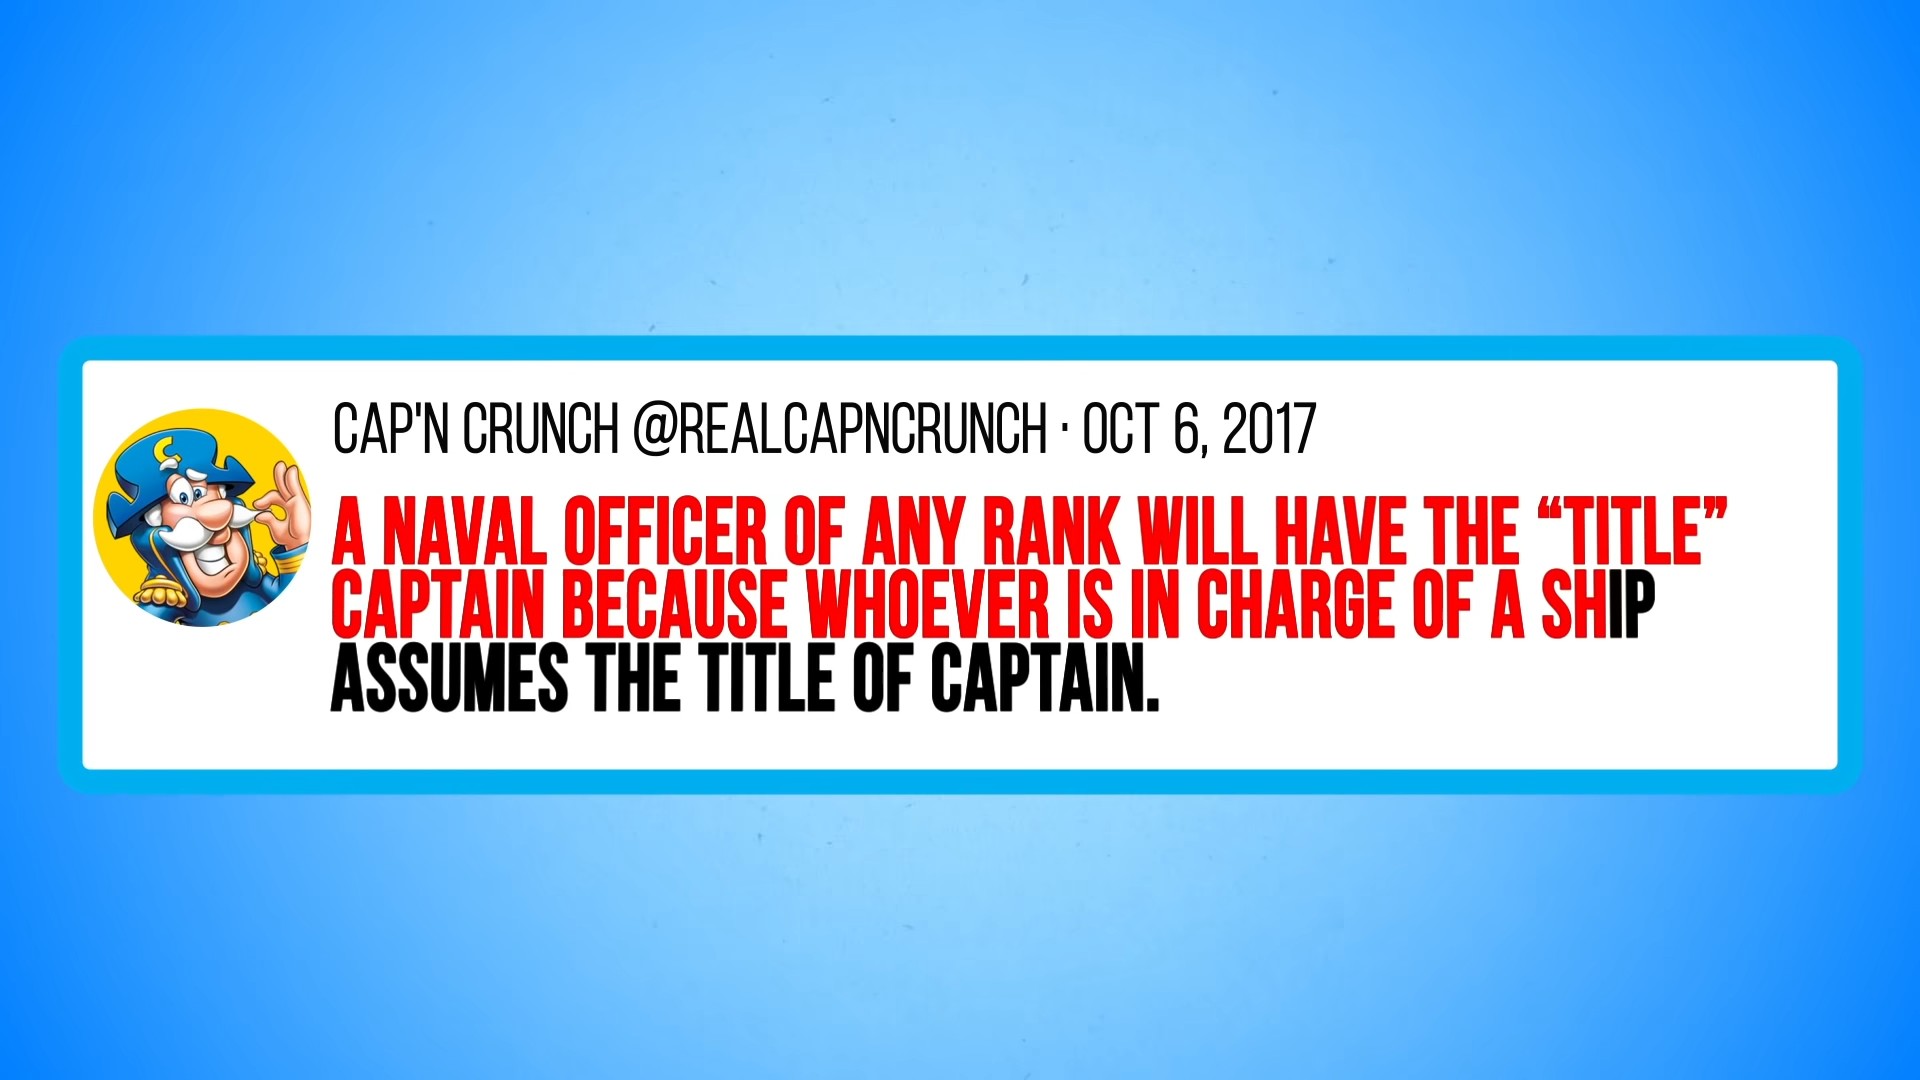 CAP'N CRUNCH @REALCAPNCRUNCH · OCT 6, 2017
A NAVAL OFFICER OF ANY RANK WILL HAVE THE “TITLE”
CAPTAIN BECAUSE WHOEVER IS IN CHARGE OF A SHIP
ASSUMES THE TITLE OF CAPTAIN.